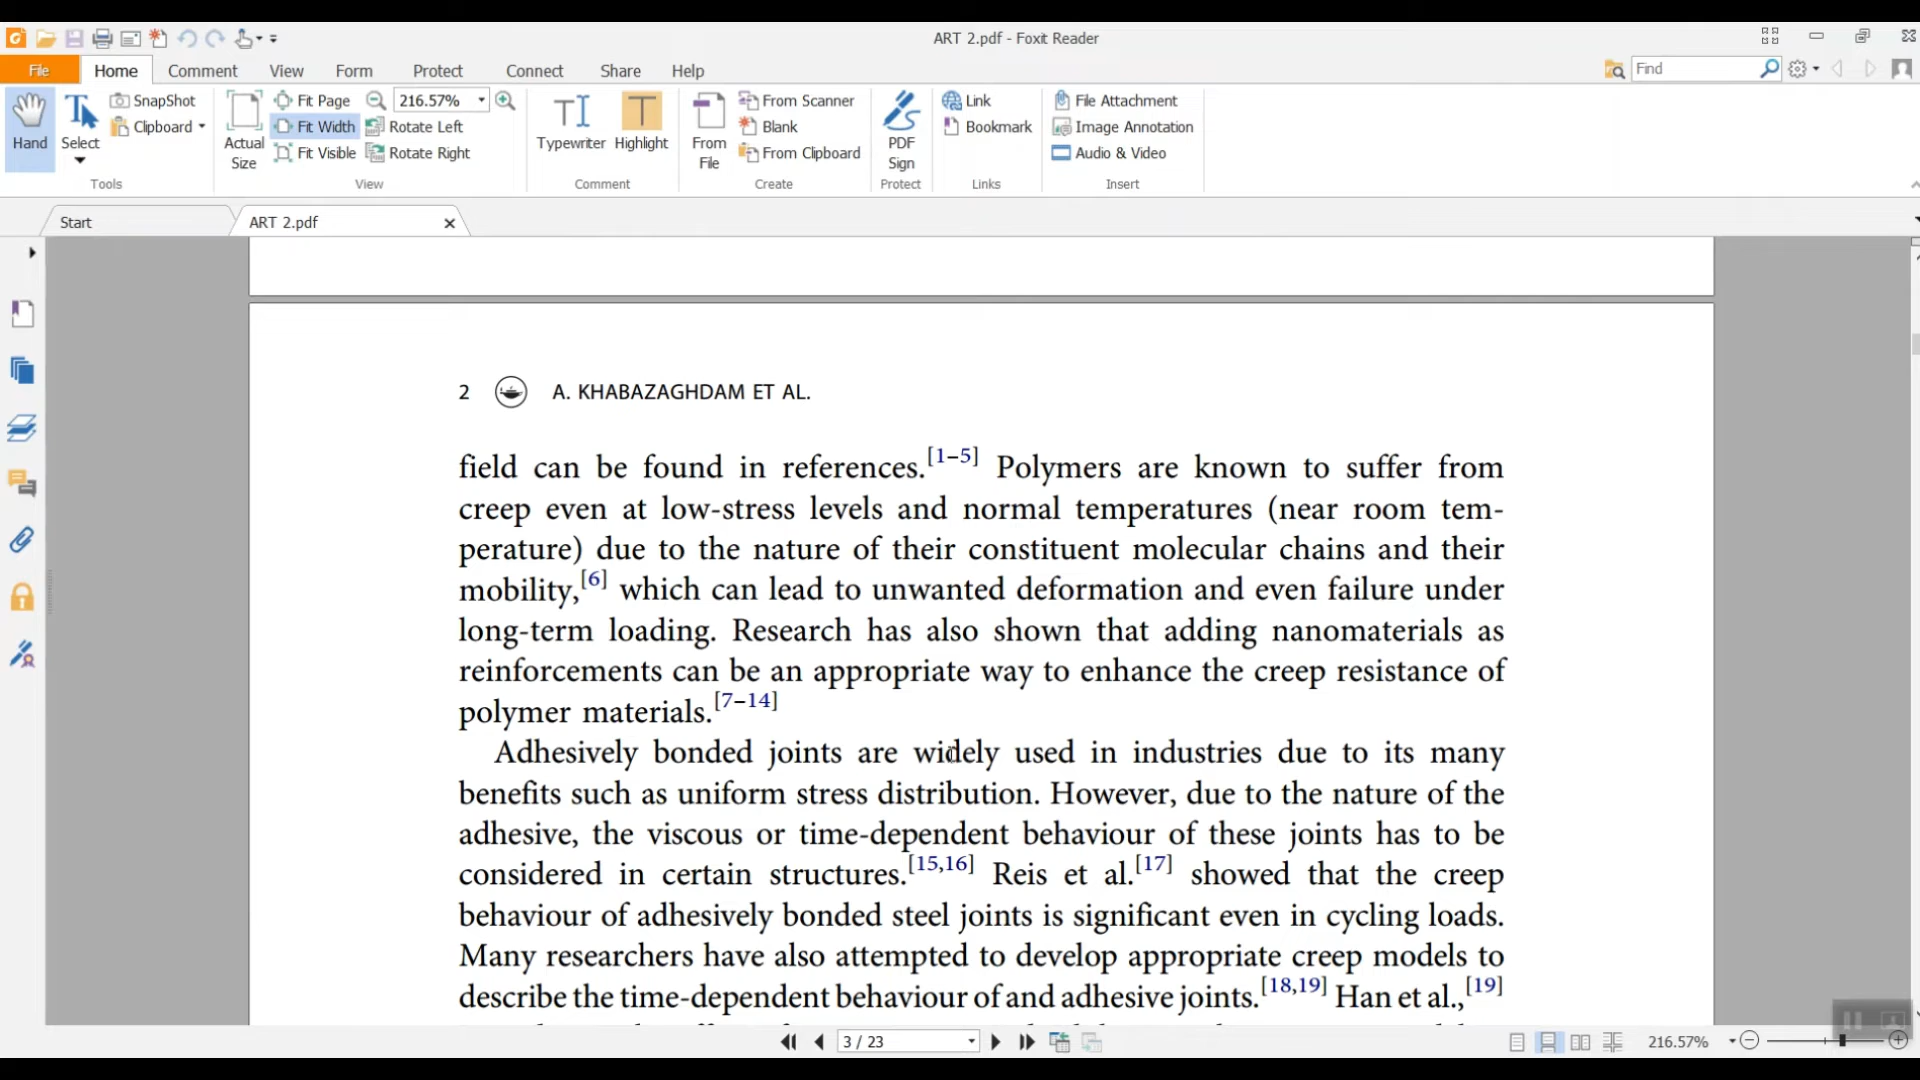 ART 2.pdf - Foxit Reader
File Home Comment View Form Protect Connect Share Help Find
Hand
Select
SnapShot
Clipboard
Tools
Actual Size
Fit Page
Fit Width
Fit Visible
216.57%
Rotate Left
Rotate Right
View
Typewriter
Highlight
Comment
From File
From Scanner
Blank
From Clipboard
Create
PDF Sign
Protect
Link
Bookmark
Links
File Attachment
Image Annotation
Audio & Video
Insert
Start ART 2.pdf
2 A. KHABAZAGHDAM ET AL.
field can be found in references.[1–5] Polymers are known to suffer from
creep even at low-stress levels and normal temperatures (near room tem-
perature) due to the nature of their constituent molecular chains and their
mobility,[6] which can lead to unwanted deformation and even failure under
long-term loading. Research has also shown that adding nanomaterials as
reinforcements can be an appropriate way to enhance the creep resistance of
polymer materials.[7–14]
Adhesively bonded joints are widely used in industries due to its many
benefits such as uniform stress distribution. However, due to the nature of the
adhesive, the viscous or time-dependent behaviour of these joints has to be
considered in certain structures.[15,16] Reis et al.[17] showed that the creep
behaviour of adhesively bonded steel joints is significant even in cycling loads.
Many researchers have also attempted to develop appropriate creep models to
describe the time-dependent behaviour of and adhesive joints.[18,19] Han et al.,[19]
3 / 23
216.57%